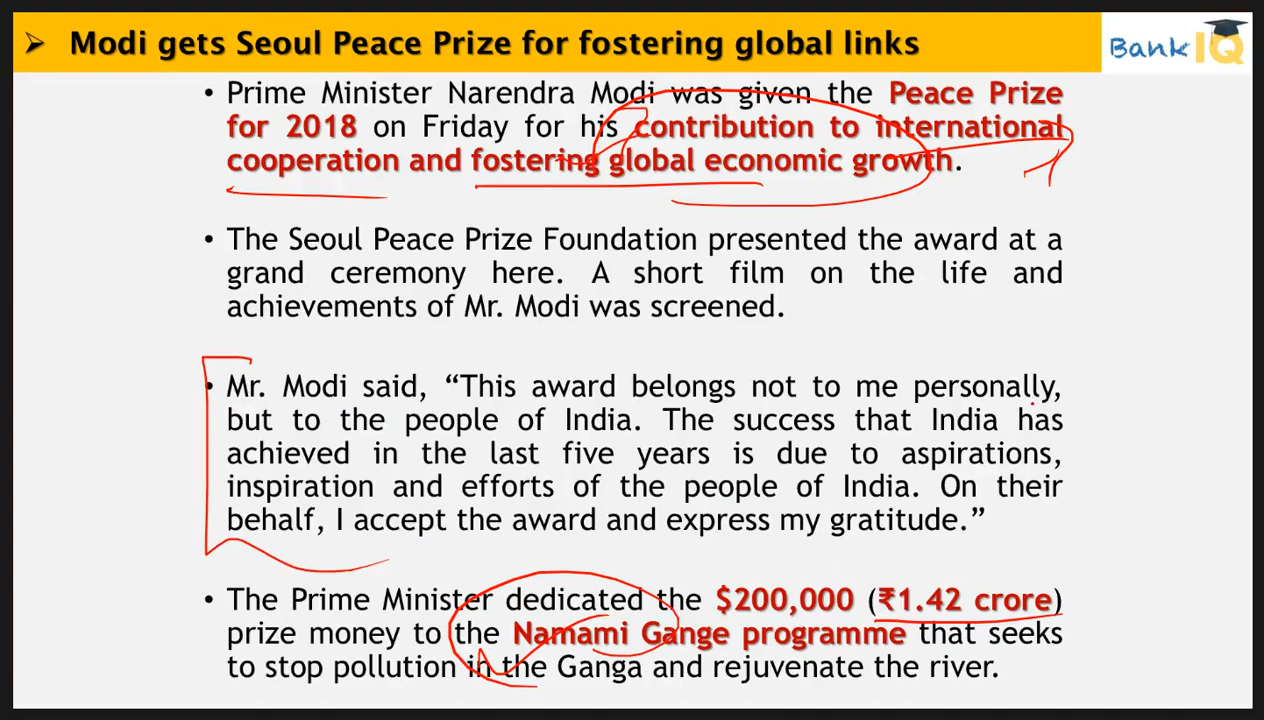 Modi gets Seoul Peace Prize for fostering global links
Bank IQ
• Prime Minister Narendra Modi was given the Peace Prize
for 2018 on Friday for his contribution to international
cooperation and fostering global economic growth.
• The Seoul Peace Prize Foundation presented the award at a
grand ceremony here. A short film on the life and
achievements of Mr. Modi was screened.
• Mr. Modi said, “This award belongs not to me personally,
but to the people of India. The success that India has
achieved in the last five years is due to aspirations,
inspiration and efforts of the people of India. On their
behalf, I accept the award and express my gratitude.”
• The Prime Minister dedicated the $200,000 (₹1.42 crore)
prize money to the Namami Gange programme that seeks
to stop pollution in the Ganga and rejuvenate the river.